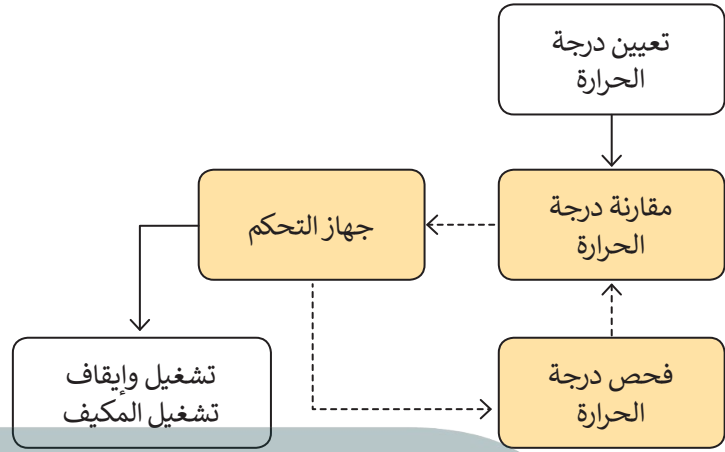 تعيين درجة
الحرارة
مقارنة درجة
الحرارة
جهاز التحكم
فحص درجة
الحرارة
تشغيل وإيقاف
تشغيل المكيف